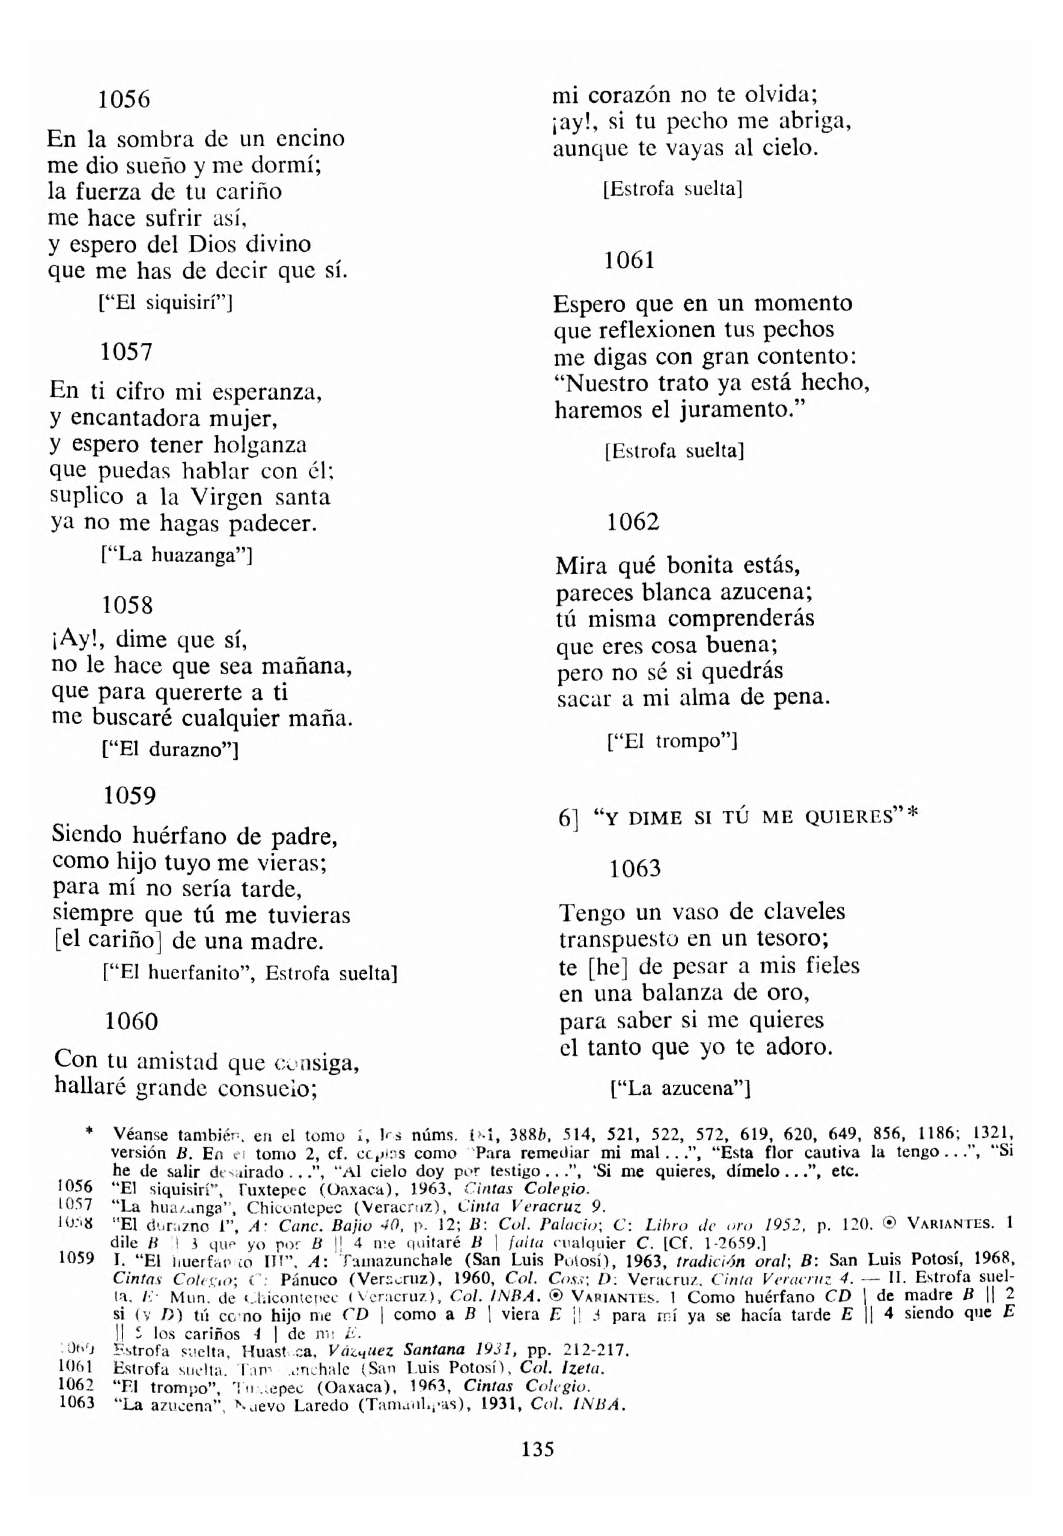 1056
En la sombra de un encino
me dio sueño y me dormí;
la fuerza de tu cariño
me hace sufrir así,
y espero del Dios divino
que me has de decir que sí.
[“El siquisirí”]
1057
En ti cifro mi esperanza,
y encantadora mujer,
y espero tener holganza
que puedas hablar con él;
suplico a la Virgen santa
ya no me hagas padecer.
[“La huazanga”]
1058
¡Ay!, dime que sí,
no le hace que sea mañana,
que para quererte a ti
me buscaré cualquier maña.
[“El durazno”]
1059
Siendo huérfano de padre,
como hijo tuyo me vieras;
para mí no sería tarde,
siempre que tú me tuvieras
[el cariño] de una madre.
[“El huerfanito”, Estrofa suelta]
1060
Con tu amistad que consiga,
hallaré grande consuelo;
mi corazón no te olvida;
¡ay!, si tu pecho me abriga,
aunque te vayas al cielo.
[Estrofa suelta]
1061
Espero que en un momento
que reflexionen tus pechos
me digas con gran contento:
“Nuestro trato ya está hecho,
haremos el juramento.”
[Estrofa suelta]
1062
Mira qué bonita estás,
pareces blanca azucena;
tú misma comprenderás
que eres cosa buena;
pero no sé si quedrás
sacar a mi alma de pena.
[“El trompo”]
6] “Y DIME SI TÚ ME QUIERES”*
1063
Tengo un vaso de claveles
transpuesto en un tesoro;
te [he] de pesar a mis fieles
en una balanza de oro,
para saber si me quieres
el tanto que yo te adoro.
[“La azucena”]
* Véanse también, en el tomo 1, los núms. 388b, 514, 521, 522, 572, 619, 620, 649, 856, 1186; 1321,
versión B. En el tomo 2, cf. coplas como “Para remediar mi mal...”, “Esta flor cautiva la tengo...”, “Si
he de salir desairado...”, “Al cielo doy por testigo...”, ‘Si me quieres, dímelo...”, etc.
1056 “El siquisirí”, Tuxtepec (Oaxaca), 1963, Cintas Colegio.
1057 “La huazanga”, Chicontepec (Veracruz), Cinta Veracruz 9.
1058 “El durazno I”, A: Canc. Bajío 40, p. 12; B: Col. Palacio; C: Libro de oro 1952, p. 120. ⦿ VARIANTES. 1
dile B | 3 que yo por B || 4 me quitaré B | falta cualquier C. [Cf. 1-2659.]
1059 I. “El huerfanito III”, A: Tamazunchale (San Luis Potosí), 1963, tradición oral; B: San Luis Potosí, 1968,
Cintas Colegio; C: Pánuco (Veracruz), 1960, Col. Coss; D: Veracruz, Cinta Veracruz 4. — II. Estrofa suel-
ta, E: Mun. de Chicontepec (Veracruz), Col. INBA. ⦿ VARIANTES. 1 Como huérfano CD | de madre B || 2
si (y D) tú como hijo me CD | como a B | viera E || 3 para mí ya se hacía tarde E || 4 siendo que E
|| 5 los cariños A | de mi E.
1060 Estrofa suelta, Huasteca, Vázquez Santana 1931, pp. 212-217.
1061 Estrofa suelta, Tamazunchale (San Luis Potosí), Col. Izeta.
1062 “El trompo”, Tuxtepec (Oaxaca), 1963, Cintas Colegio.
1063 “La azucena”, Nuevo Laredo (Tamaulipas), 1931, Col. INBA.
135